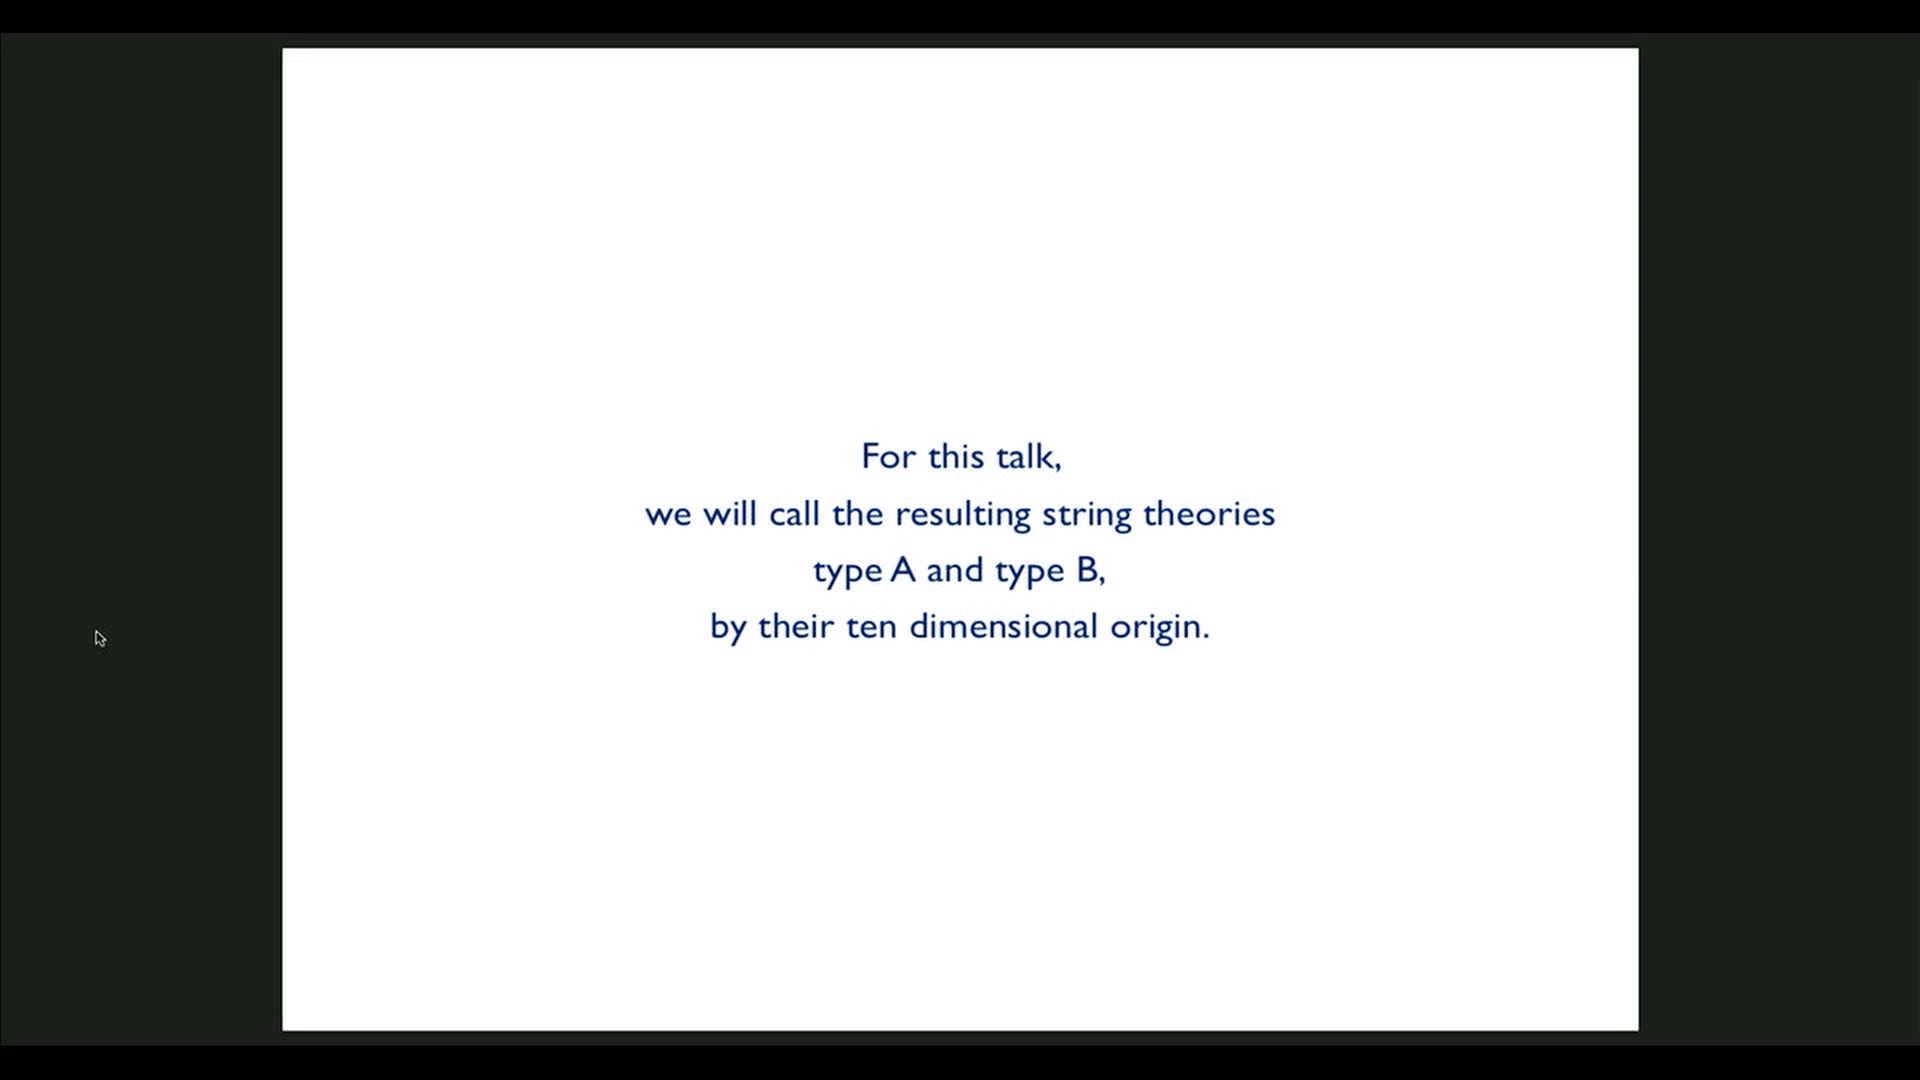 For this talk,
we will call the resulting string theories
type A and type B,
by their ten dimensional origin.